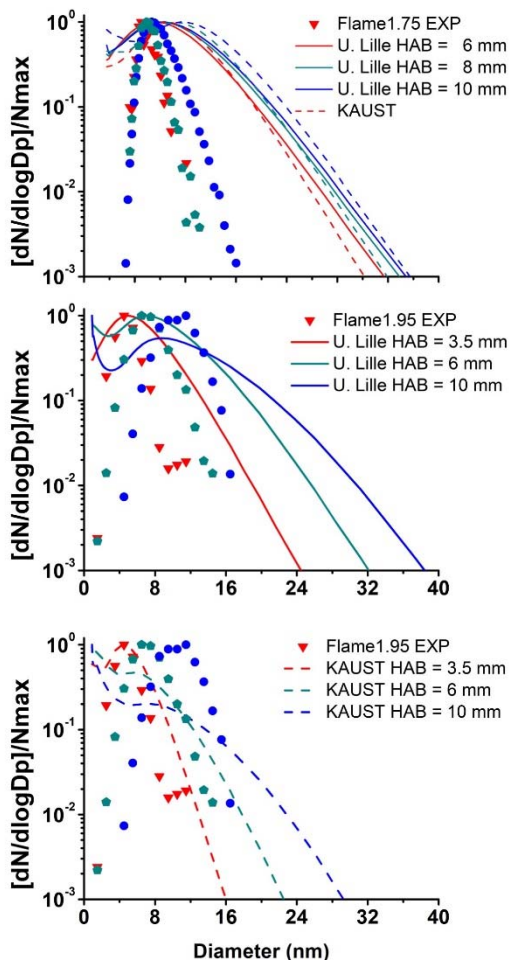 [dN/dlogDp]/Nmax
10⁰
10⁻¹
10⁻²
10⁻³
Flame1.75 EXP
U. Lille HAB = 6 mm
U. Lille HAB = 8 mm
U. Lille HAB = 10 mm
KAUST
[dN/dlogDp]/Nmax
10⁰
10⁻¹
10⁻²
10⁻³
Flame1.95 EXP
U. Lille HAB = 3.5 mm
U. Lille HAB = 6 mm
U. Lille HAB = 10 mm
0 8 16 24 32 40
[dN/dlogDp]/Nmax
10⁰
10⁻¹
10⁻²
10⁻³
Flame1.95 EXP
KAUST HAB = 3.5 mm
KAUST HAB = 6 mm
KAUST HAB = 10 mm
0 8 16 24 32 40
Diameter (nm)